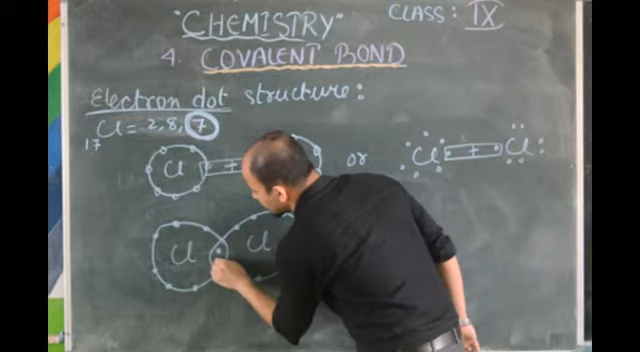 "CHEMISTRY"
CLASS: IX
4. COVALENT BOND
Electron dot structure:
Cl = 2,8,7
17
Cl + or Cl + Cl
Cl Cl